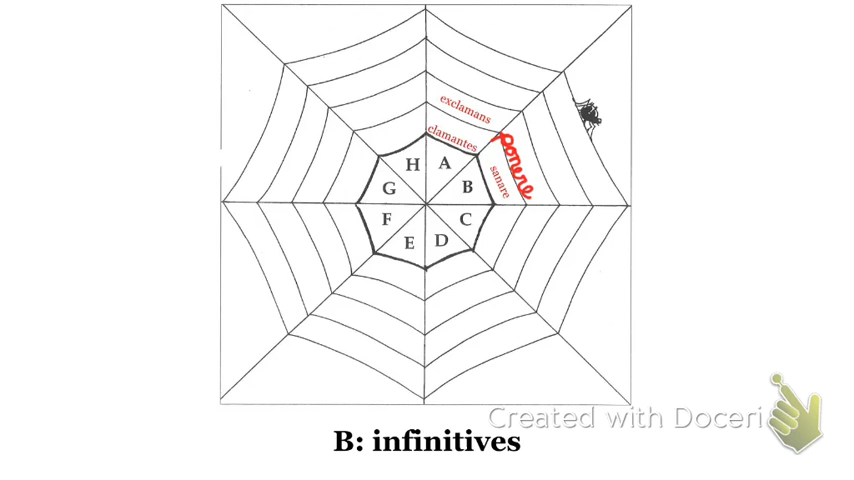 exclamans
clamantes
ponere
sanare
H A
G B
F C
E D
Created with Doceri
B: infinitives